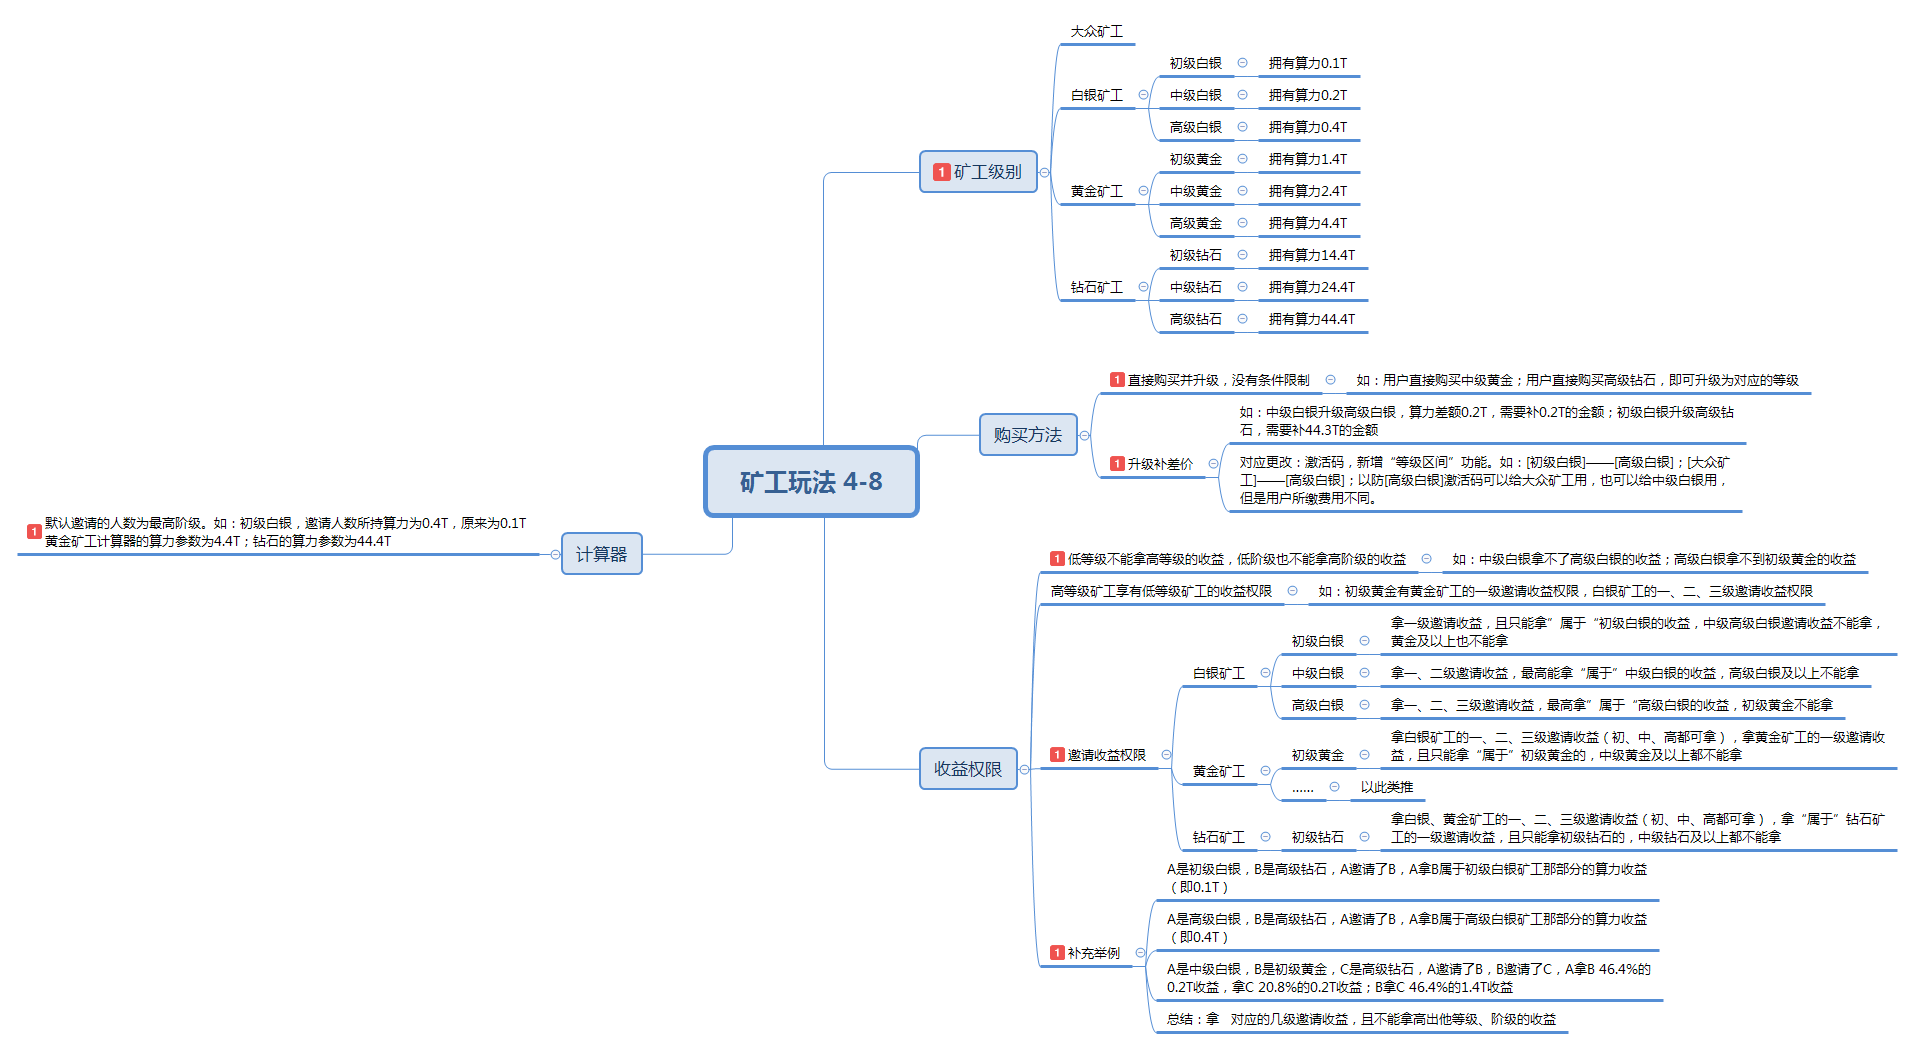 矿工玩法 4-8
1 矿工级别
大众矿工
白银矿工
初级白银
拥有算力0.1T
中级白银
拥有算力0.2T
高级白银
拥有算力0.4T
黄金矿工
初级黄金
拥有算力1.4T
中级黄金
拥有算力2.4T
高级黄金
拥有算力4.4T
钻石矿工
初级钻石
拥有算力14.4T
中级钻石
拥有算力24.4T
高级钻石
拥有算力44.4T
购买方法
1 直接购买并升级，没有条件限制
如：用户直接购买中级黄金；用户直接购买高级钻石，即可升级为对应的等级
1 升级补差价
如：中级白银升级高级白银，算力差额0.2T，需要补0.2T的金额；初级白银升级高级钻
石，需要补44.3T的金额
对应更改：激活码，新增“等级区间”功能。如：[初级白银]——[高级白银]；[大众矿
工]——[高级白银]；以防[高级白银]激活码可以给大众矿工用，也可以给中级白银用，
但是用户所缴费用不同。
收益权限
1 低等级不能拿高等级的收益，低阶级也不能拿高阶级的收益
如：中级白银拿不了高级白银的收益；高级白银拿不到初级黄金的收益
高等级矿工享有低等级矿工的收益权限
如：初级黄金有黄金矿工的一级邀请收益权限，白银矿工的一、二、三级邀请收益权限
1 邀请收益权限
白银矿工
初级白银
拿一级邀请收益，且只能拿”属于“初级白银的收益，中级高级白银邀请收益不能拿，
黄金及以上也不能拿
中级白银
拿一、二级邀请收益，最高能拿“属于”中级白银的收益，高级白银及以上不能拿
高级白银
拿一、二、三级邀请收益，最高拿”属于“高级白银的收益，初级黄金不能拿
黄金矿工
初级黄金
拿白银矿工的一、二、三级邀请收益（初、中、高都可拿），拿黄金矿工的一级邀请收
益，且只能拿“属于”初级黄金的，中级黄金及以上都不能拿
......
以此类推
钻石矿工
初级钻石
拿白银、黄金矿工的一、二、三级邀请收益（初、中、高都可拿），拿“属于”钻石矿
工的一级邀请收益，且只能拿初级钻石的，中级钻石及以上都不能拿
1 补充举例
A是初级白银，B是高级钻石，A邀请了B，A拿B属于初级白银矿工那部分的算力收益
（即0.1T）
A是高级白银，B是高级钻石，A邀请了B，A拿B属于高级白银矿工那部分的算力收益
（即0.4T）
A是中级白银，B是初级黄金，C是高级钻石，A邀请了B，B邀请了C，A拿B 46.4%的
0.2T收益，拿C 20.8%的0.2T收益；B拿C 46.4%的1.4T收益
总结：拿 对应的几级邀请收益，且不能拿高出他等级、阶级的收益
计算器
1 默认邀请的人数为最高阶级。如：初级白银，邀请人数所持算力为0.4T，原来为0.1T
黄金矿工计算器的算力参数为4.4T；钻石的算力参数为44.4T